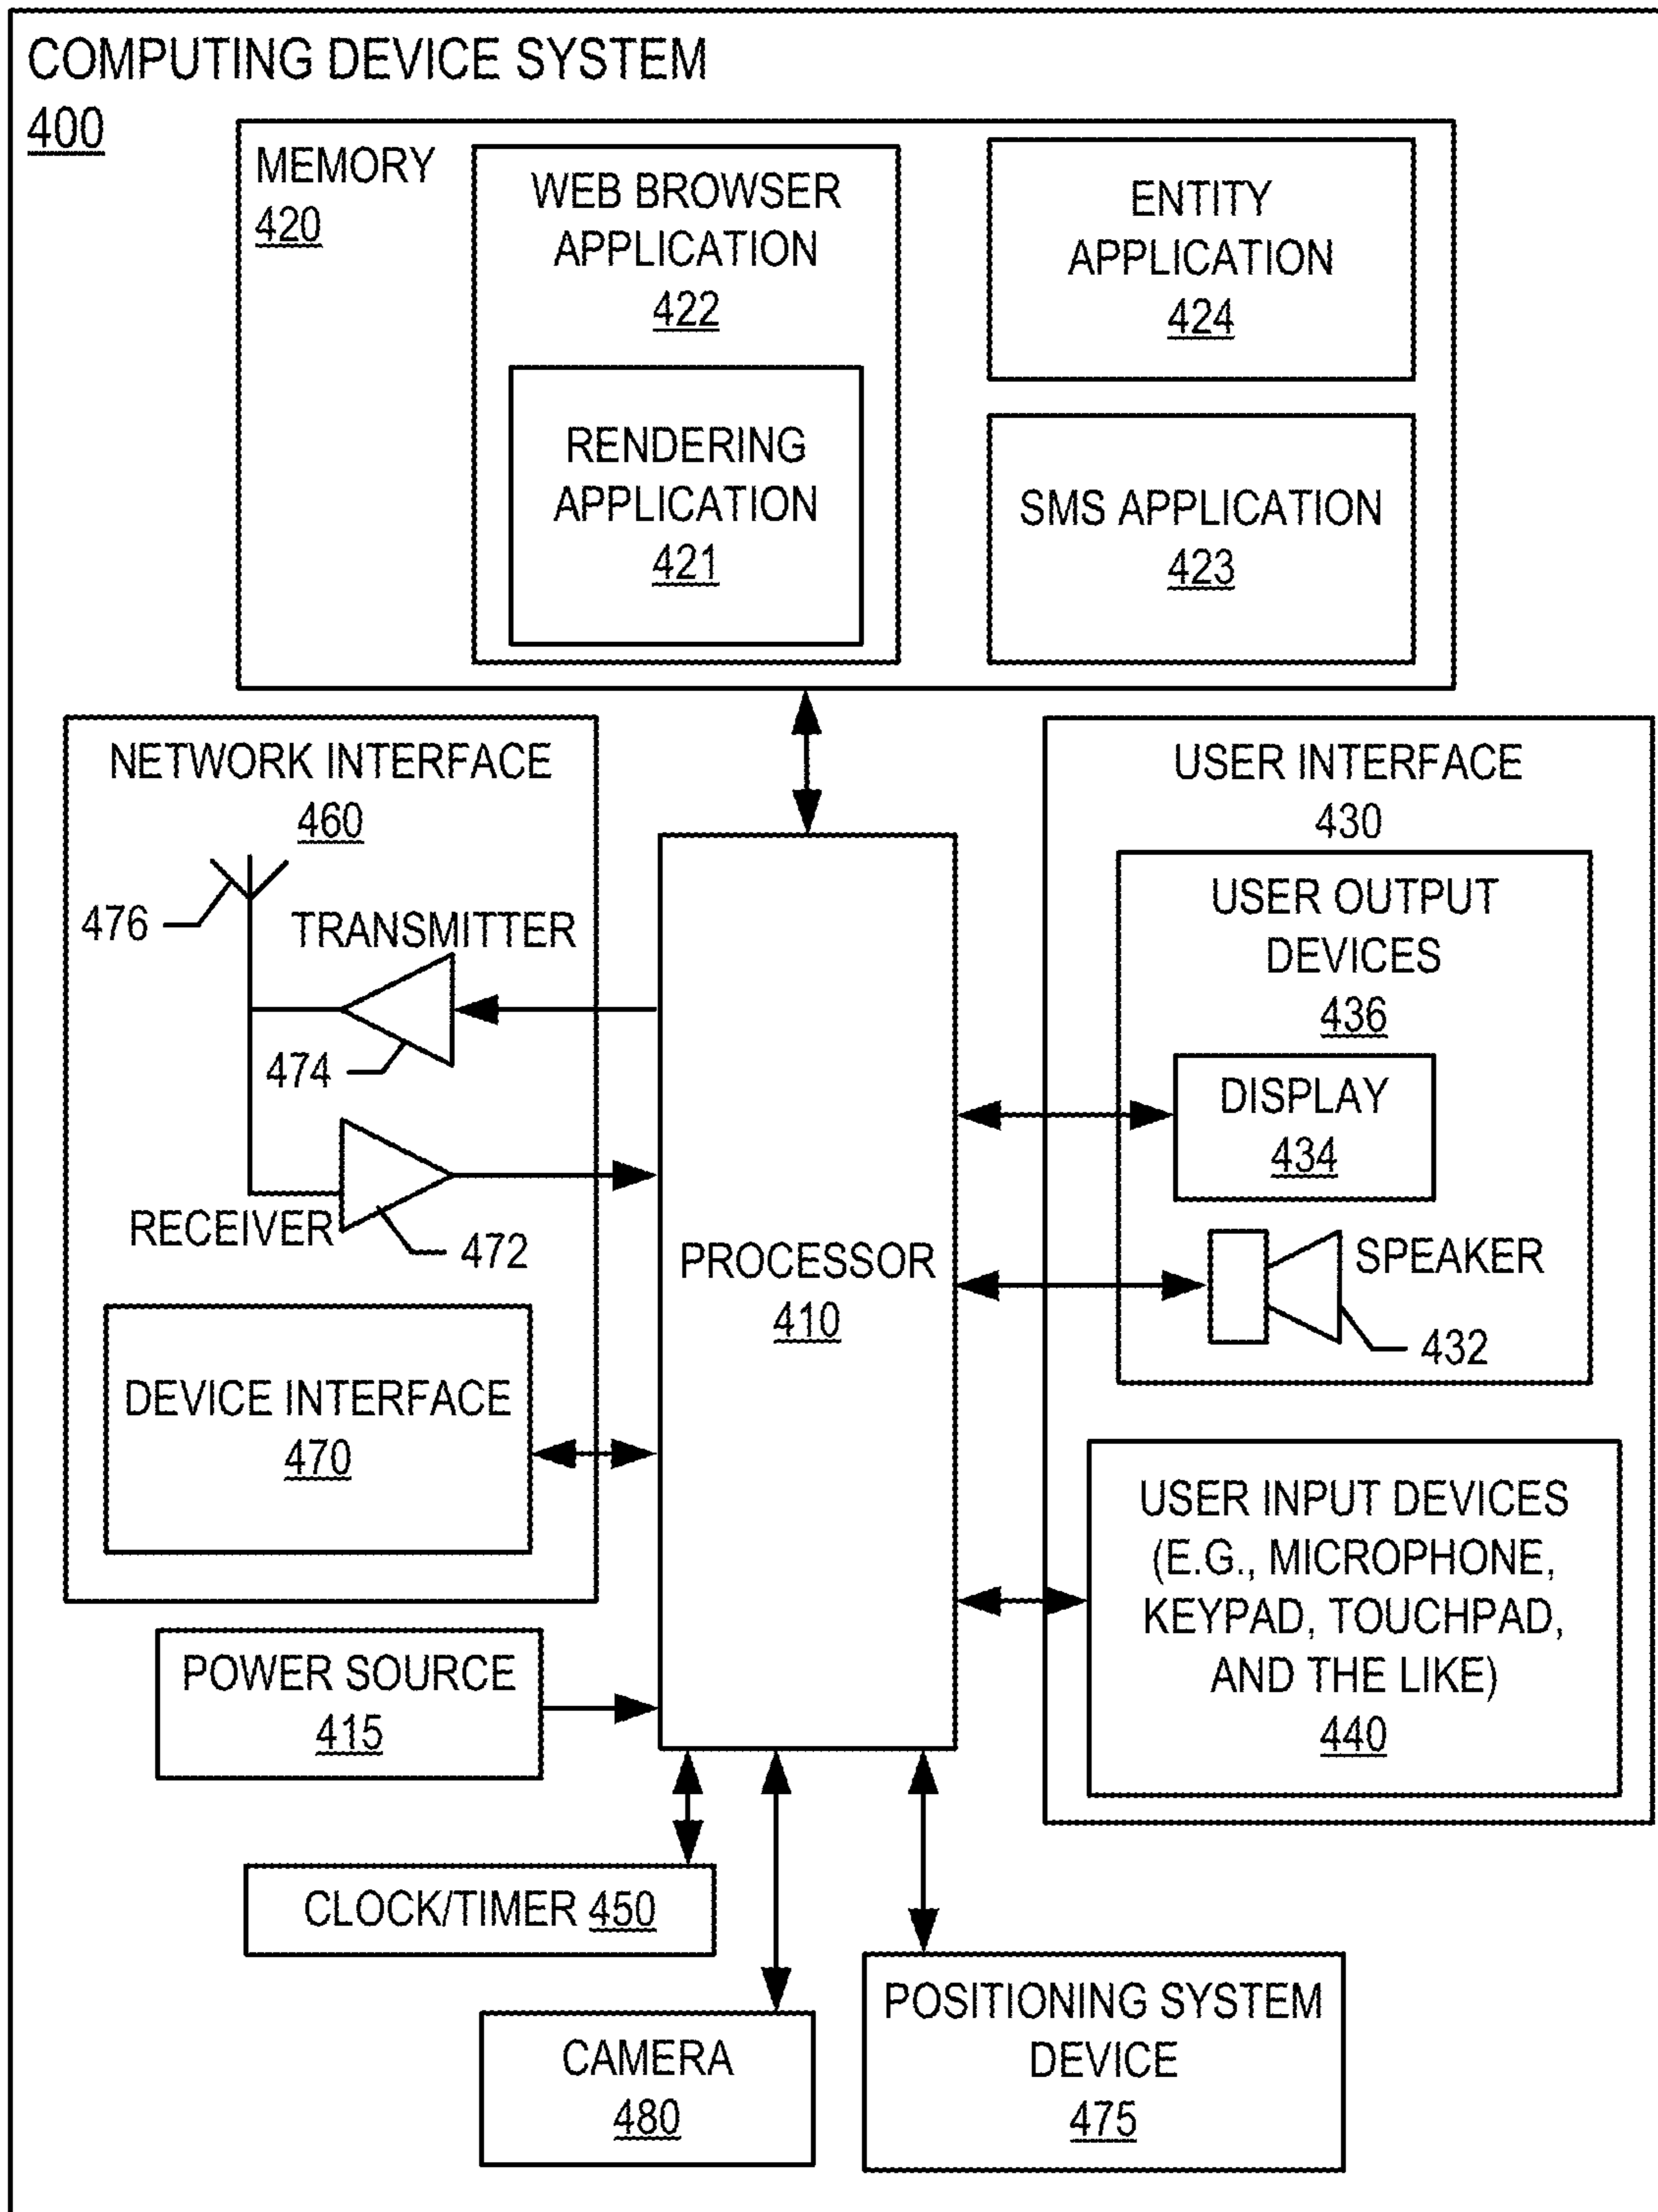 COMPUTING DEVICE SYSTEM
400
MEMORY
420
WEB BROWSER
APPLICATION
422
RENDERING
APPLICATION
421
ENTITY
APPLICATION
424
SMS APPLICATION
423
NETWORK INTERFACE
460
476
TRANSMITTER
474
RECEIVER
472
DEVICE INTERFACE
470
PROCESSOR
410
USER INTERFACE
430
USER OUTPUT
DEVICES
436
DISPLAY
434
SPEAKER
432
USER INPUT DEVICES
(E.G., MICROPHONE,
KEYPAD, TOUCHPAD,
AND THE LIKE)
440
POWER SOURCE
415
CLOCK/TIMER 450
CAMERA
480
POSITIONING SYSTEM
DEVICE
475